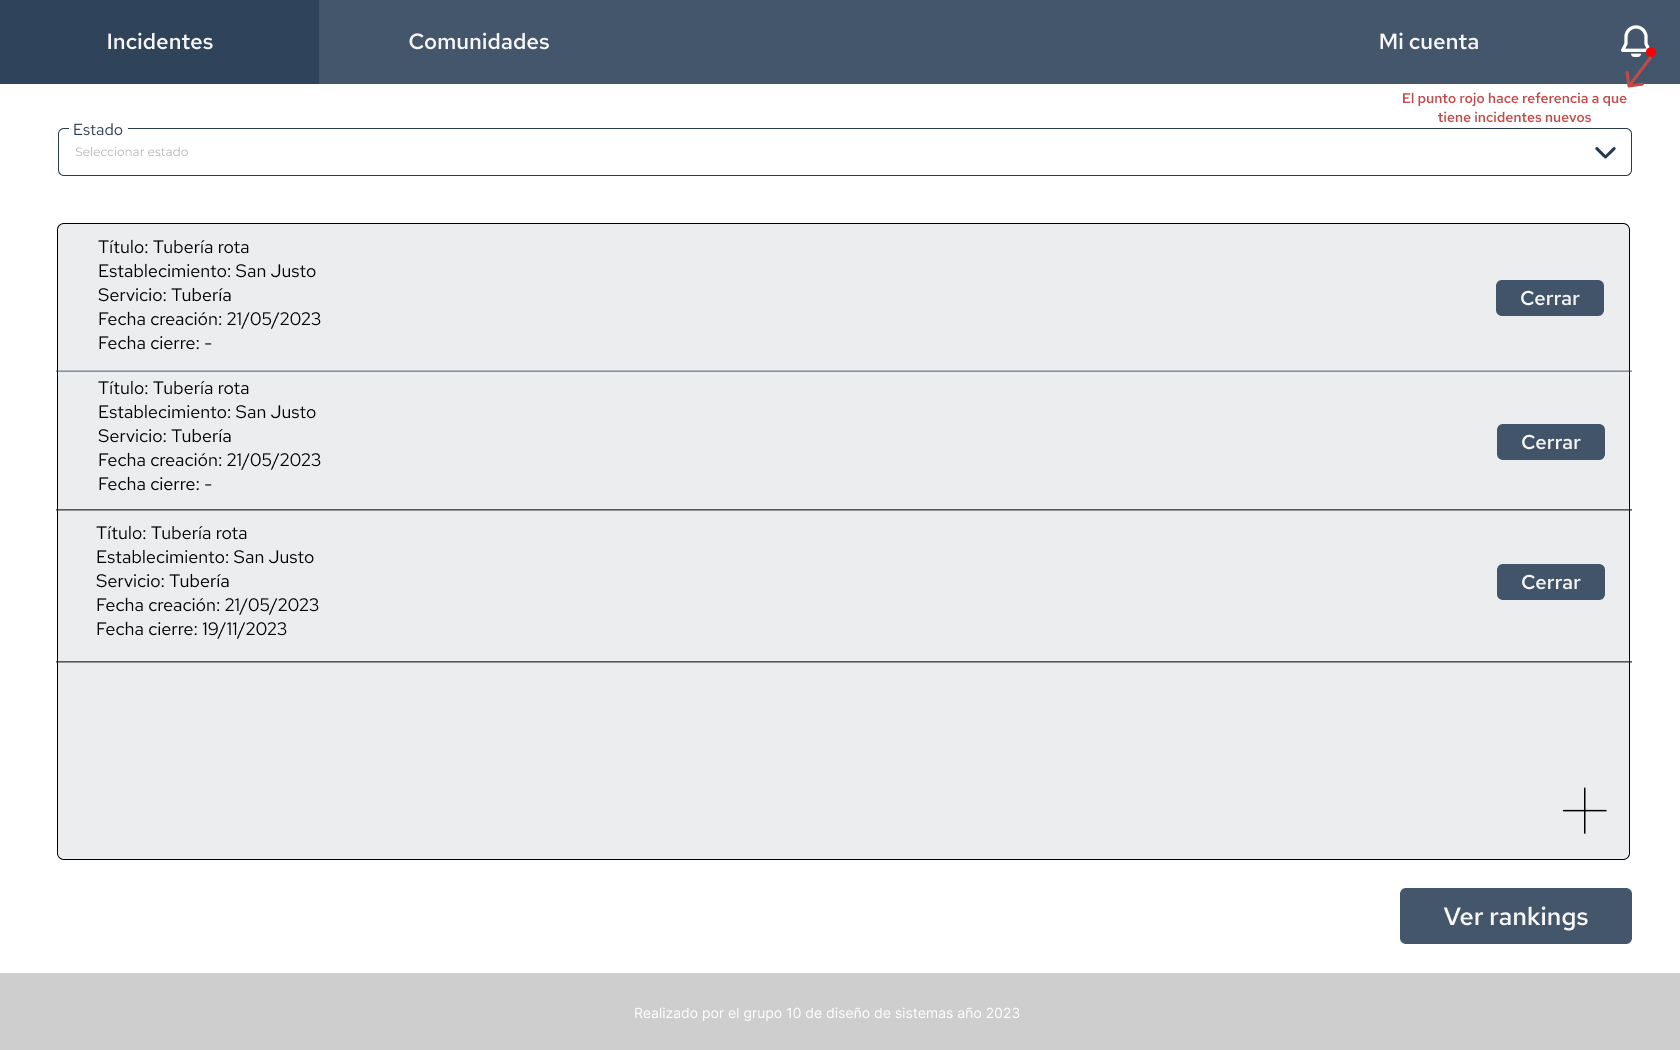 Incidentes
Comunidades
Mi cuenta
El punto rojo hace referencia a que
tiene incidentes nuevos
Estado
Seleccionar estado
Título: Tubería rota
Establecimiento: San Justo
Servicio: Tubería
Fecha creación: 21/05/2023
Fecha cierre: -
Cerrar
Título: Tubería rota
Establecimiento: San Justo
Servicio: Tubería
Fecha creación: 21/05/2023
Fecha cierre: -
Cerrar
Título: Tubería rota
Establecimiento: San Justo
Servicio: Tubería
Fecha creación: 21/05/2023
Fecha cierre: 19/11/2023
Cerrar
Ver rankings
Realizado por el grupo 10 de diseño de sistemas año 2023